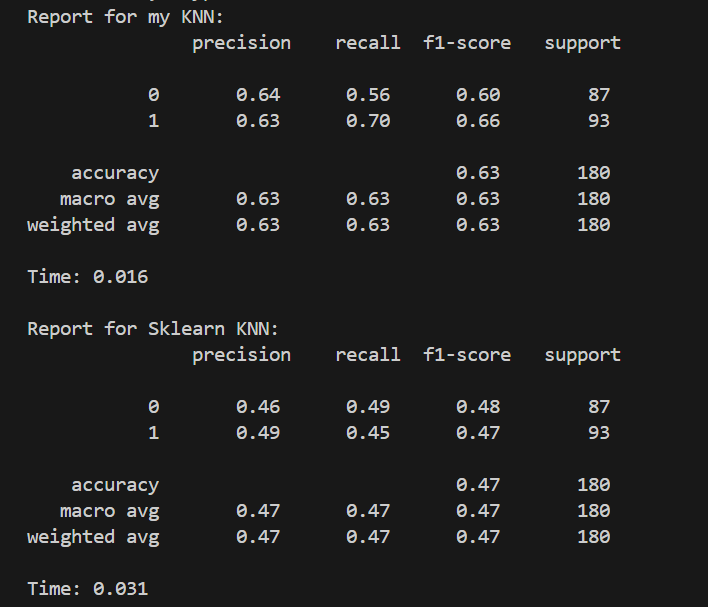 Report for my KNN:
precision recall f1-score support
0 0.64 0.56 0.60 87
1 0.63 0.70 0.66 93
accuracy 0.63 180
macro avg 0.63 0.63 0.63 180
weighted avg 0.63 0.63 0.63 180
Time: 0.016
Report for Sklearn KNN:
precision recall f1-score support
0 0.46 0.49 0.48 87
1 0.49 0.45 0.47 93
accuracy 0.47 180
macro avg 0.47 0.47 0.47 180
weighted avg 0.47 0.47 0.47 180
Time: 0.031